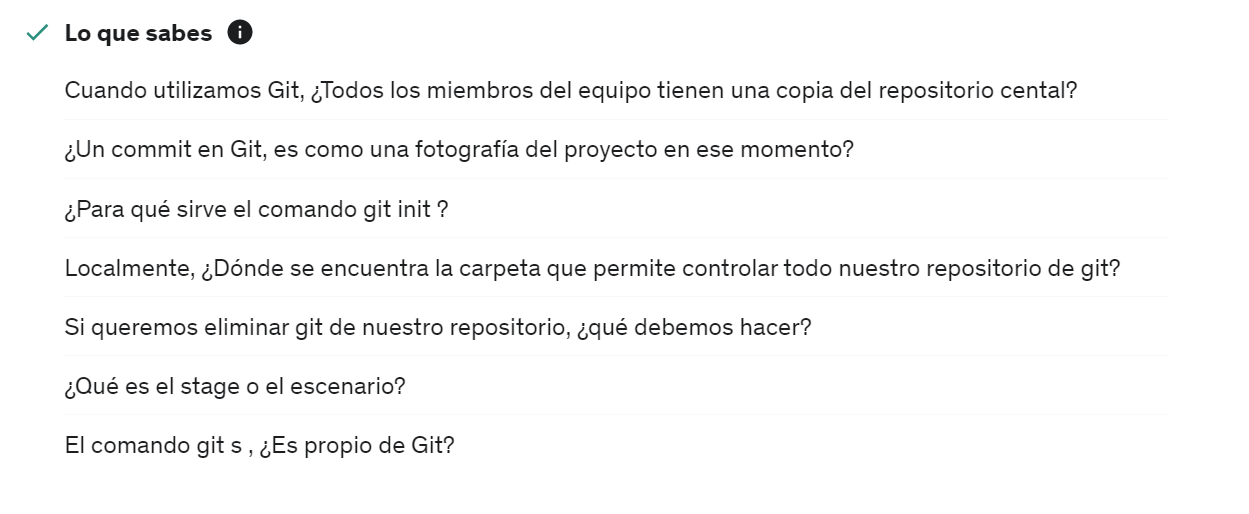 Lo que sabes
Cuando utilizamos Git, ¿Todos los miembros del equipo tienen una copia del repositorio cental?
¿Un commit en Git, es como una fotografía del proyecto en ese momento?
¿Para qué sirve el comando git init ?
Localmente, ¿Dónde se encuentra la carpeta que permite controlar todo nuestro repositorio de git?
Si queremos eliminar git de nuestro repositorio, ¿qué debemos hacer?
¿Qué es el stage o el escenario?
El comando git s , ¿Es propio de Git?